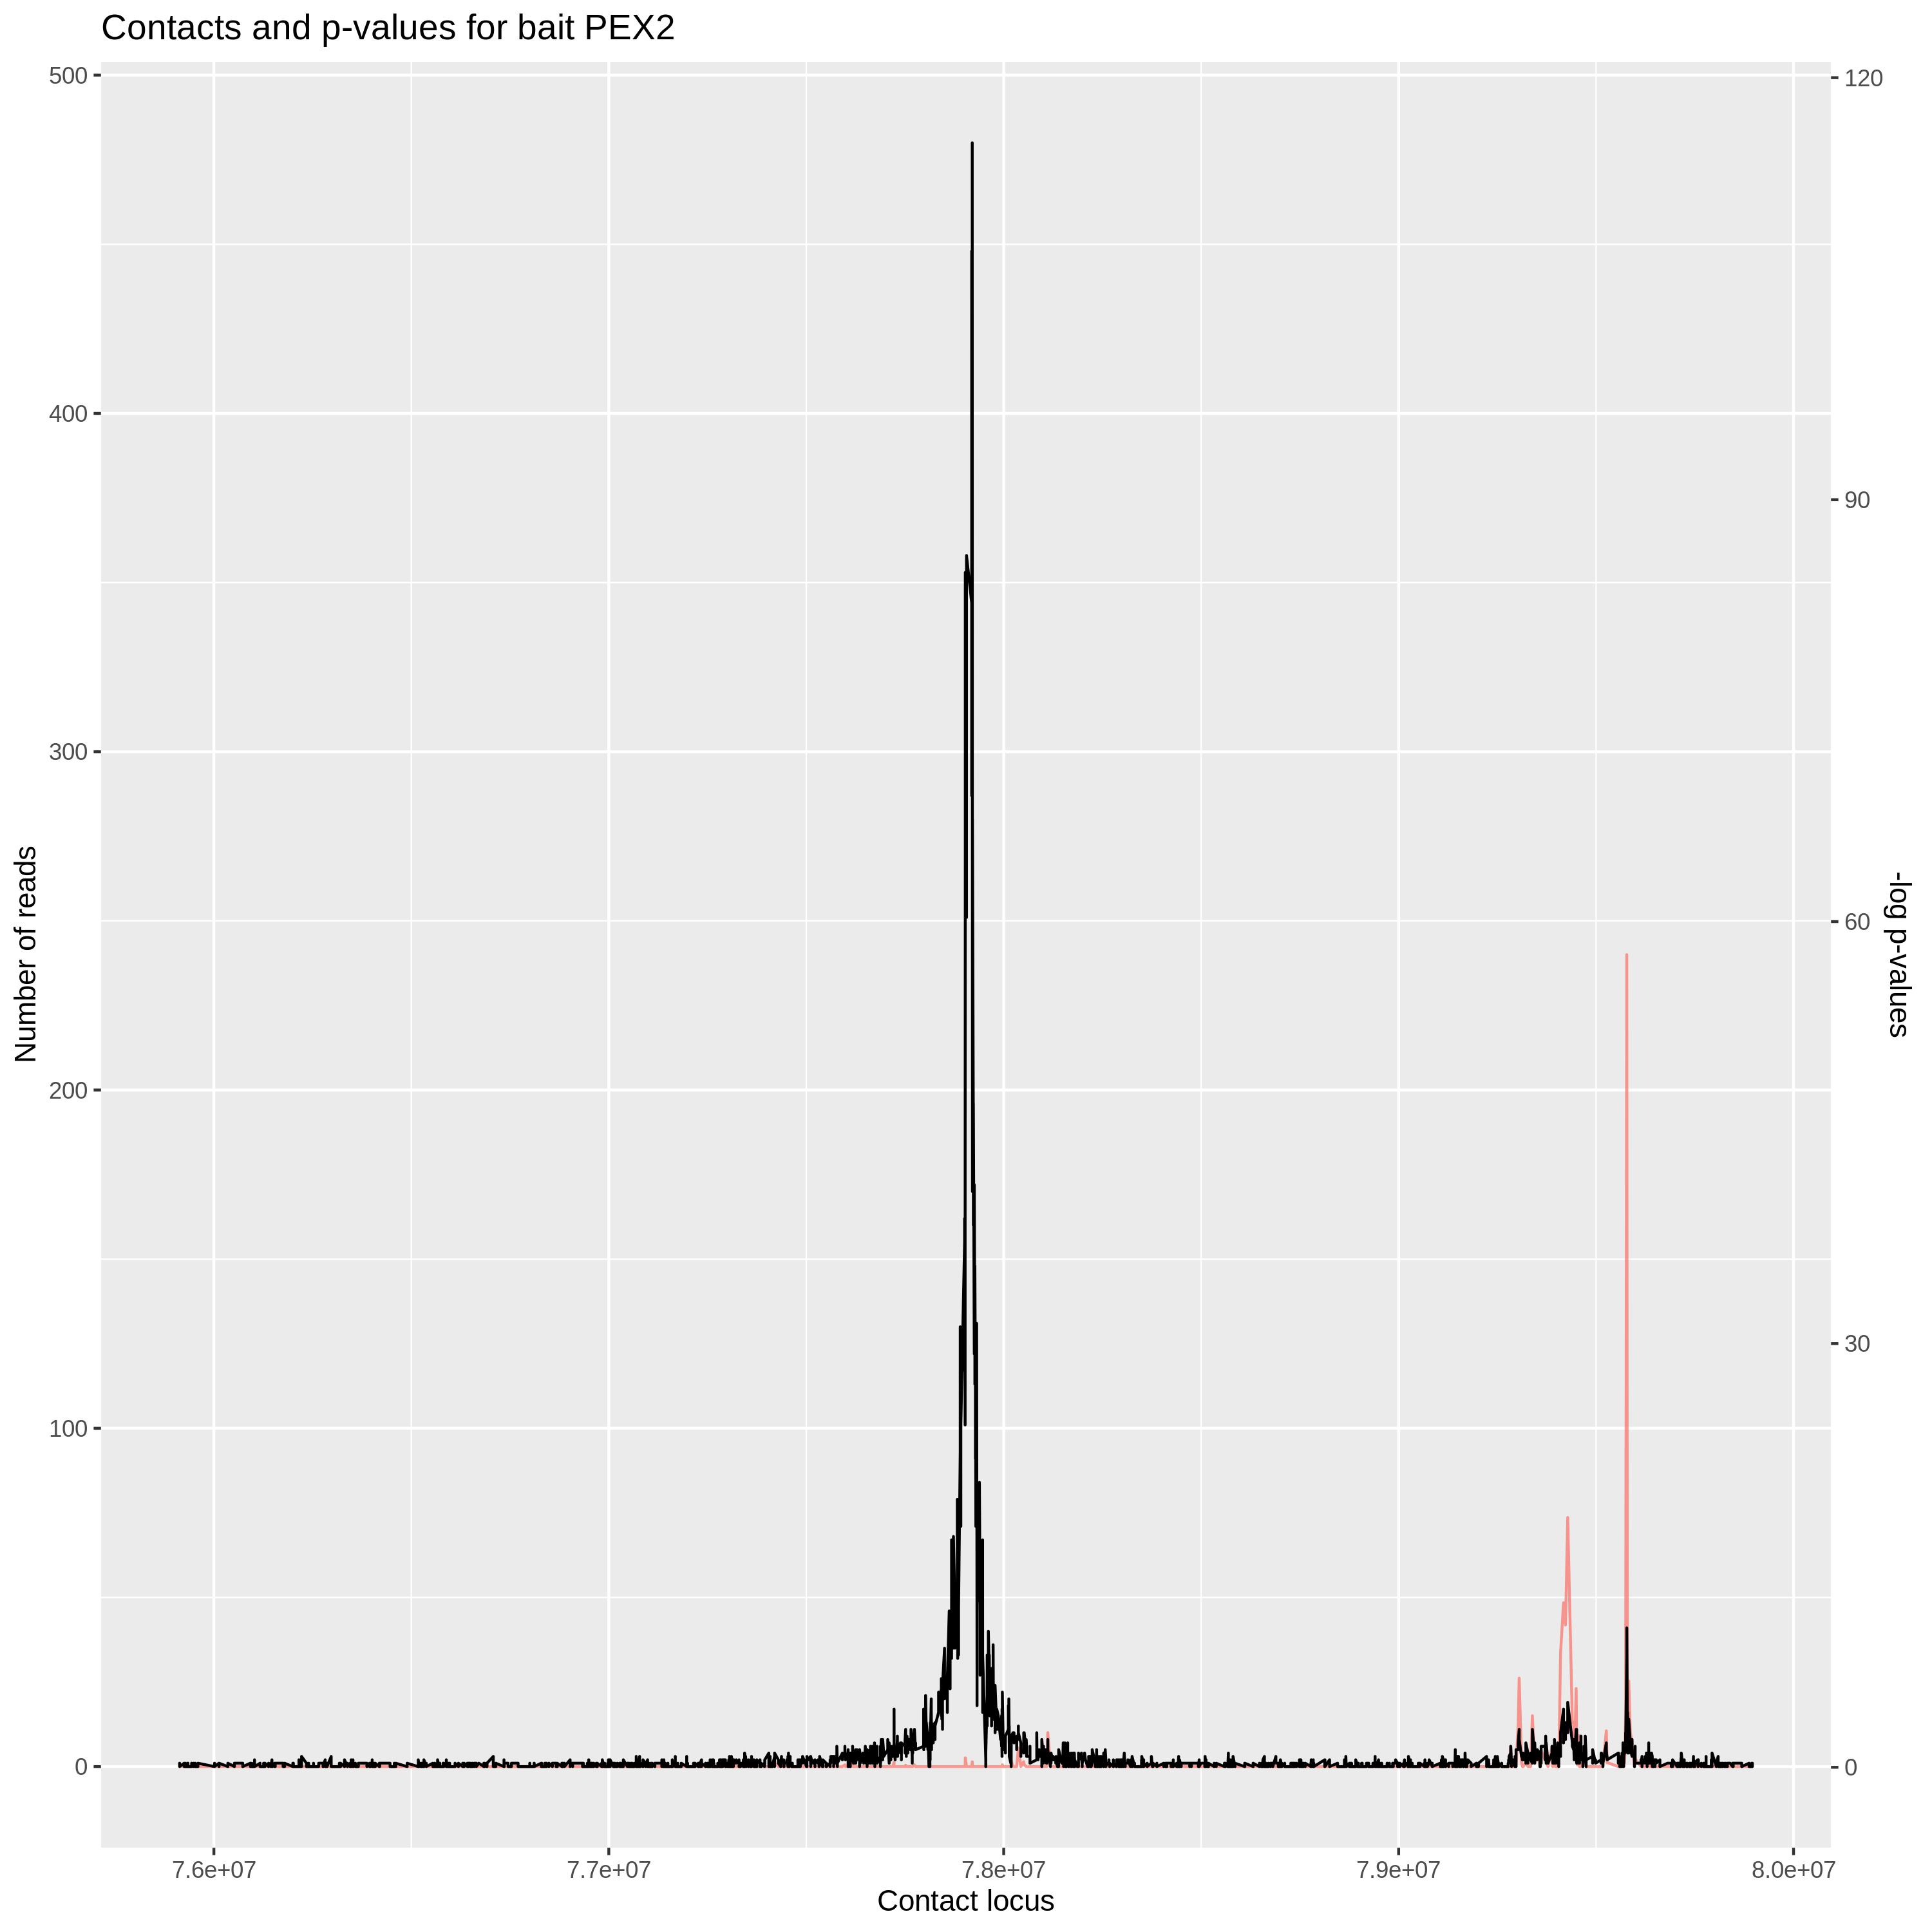 Contacts and p-values for bait PEX2
500
400
300
200
100
0
Number of reads
120
90
60
30
0
-log p-values
7.6e+07 7.7e+07 7.8e+07 7.9e+07 8.0e+07
Contact locus